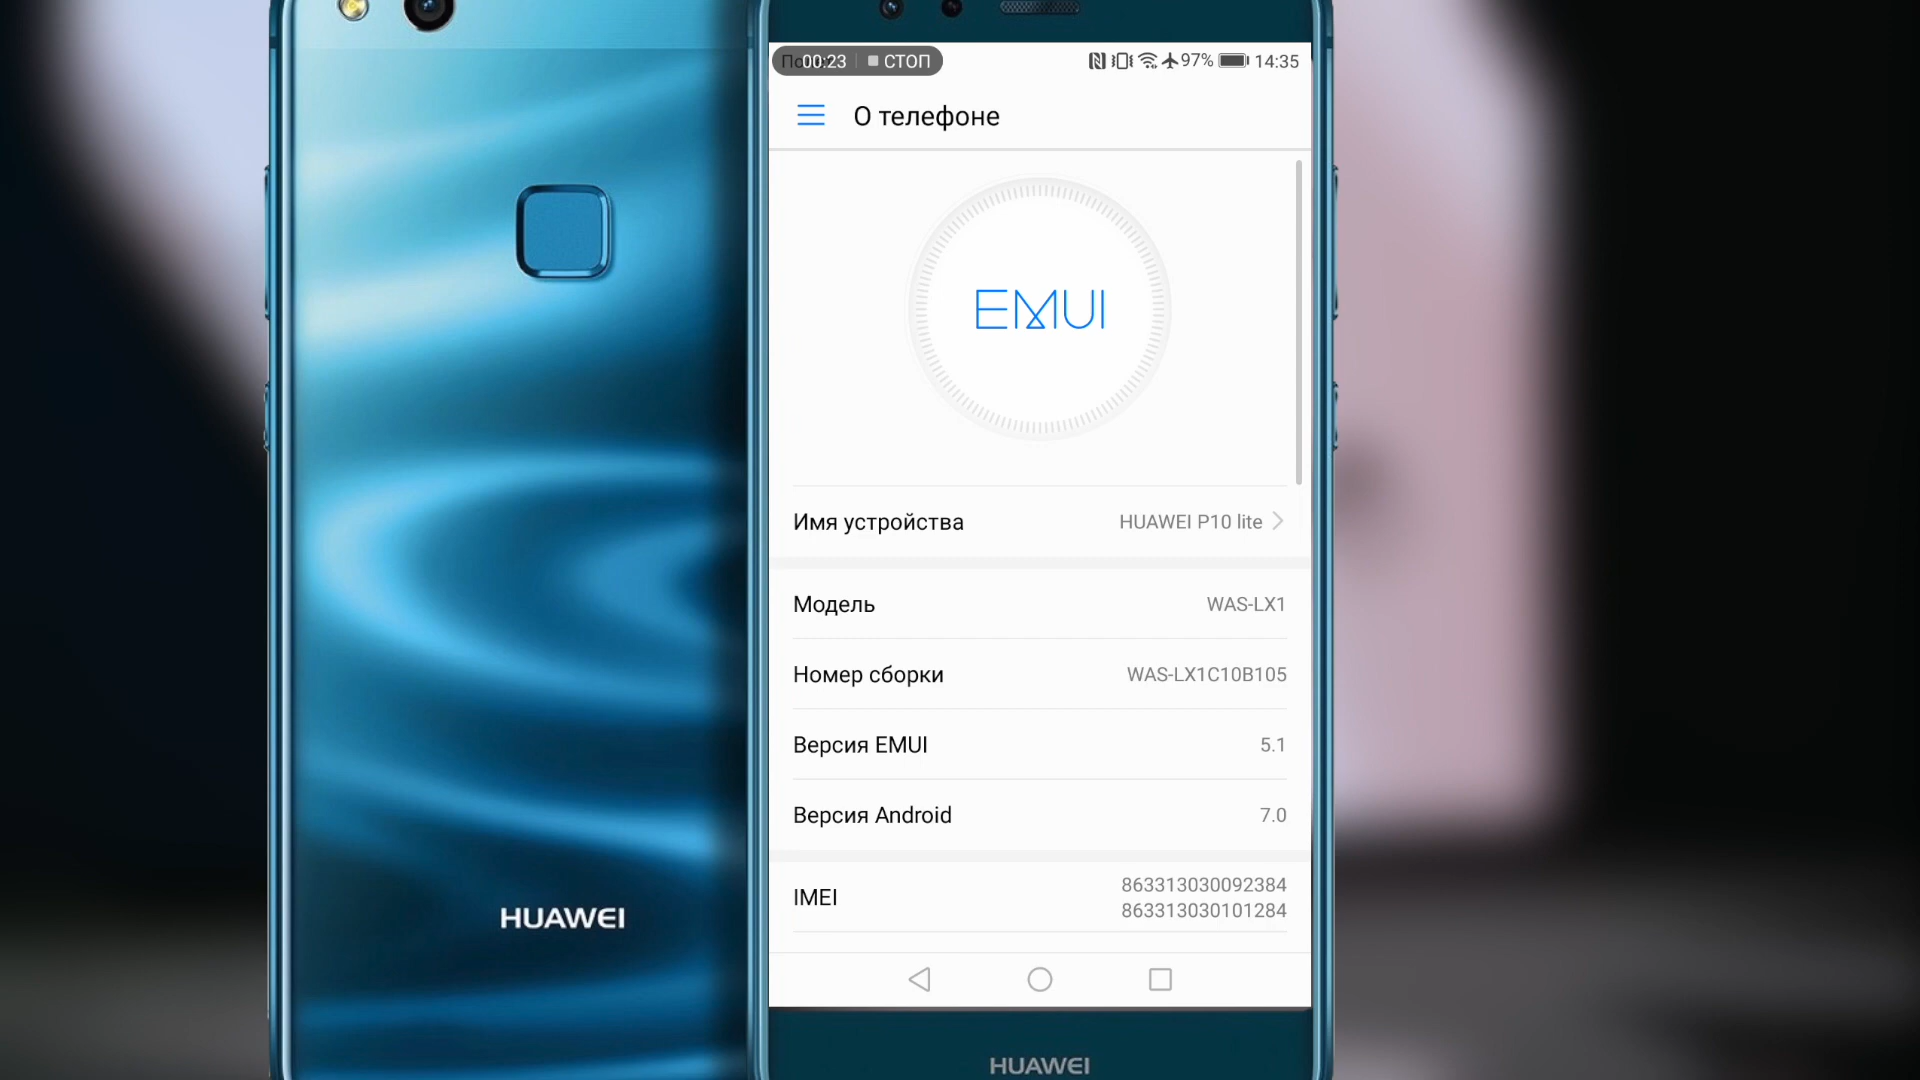 00:23 СТОП 97% 14:35
О телефоне
EMUI
Имя устройства HUAWEI P10 lite
Модель WAS-LX1
Номер сборки WAS-LX1C10B105
Версия EMUI 5.1
Версия Android 7.0
IMEI 863313030092384
863313030101284
HUAWEI
HUAWEI